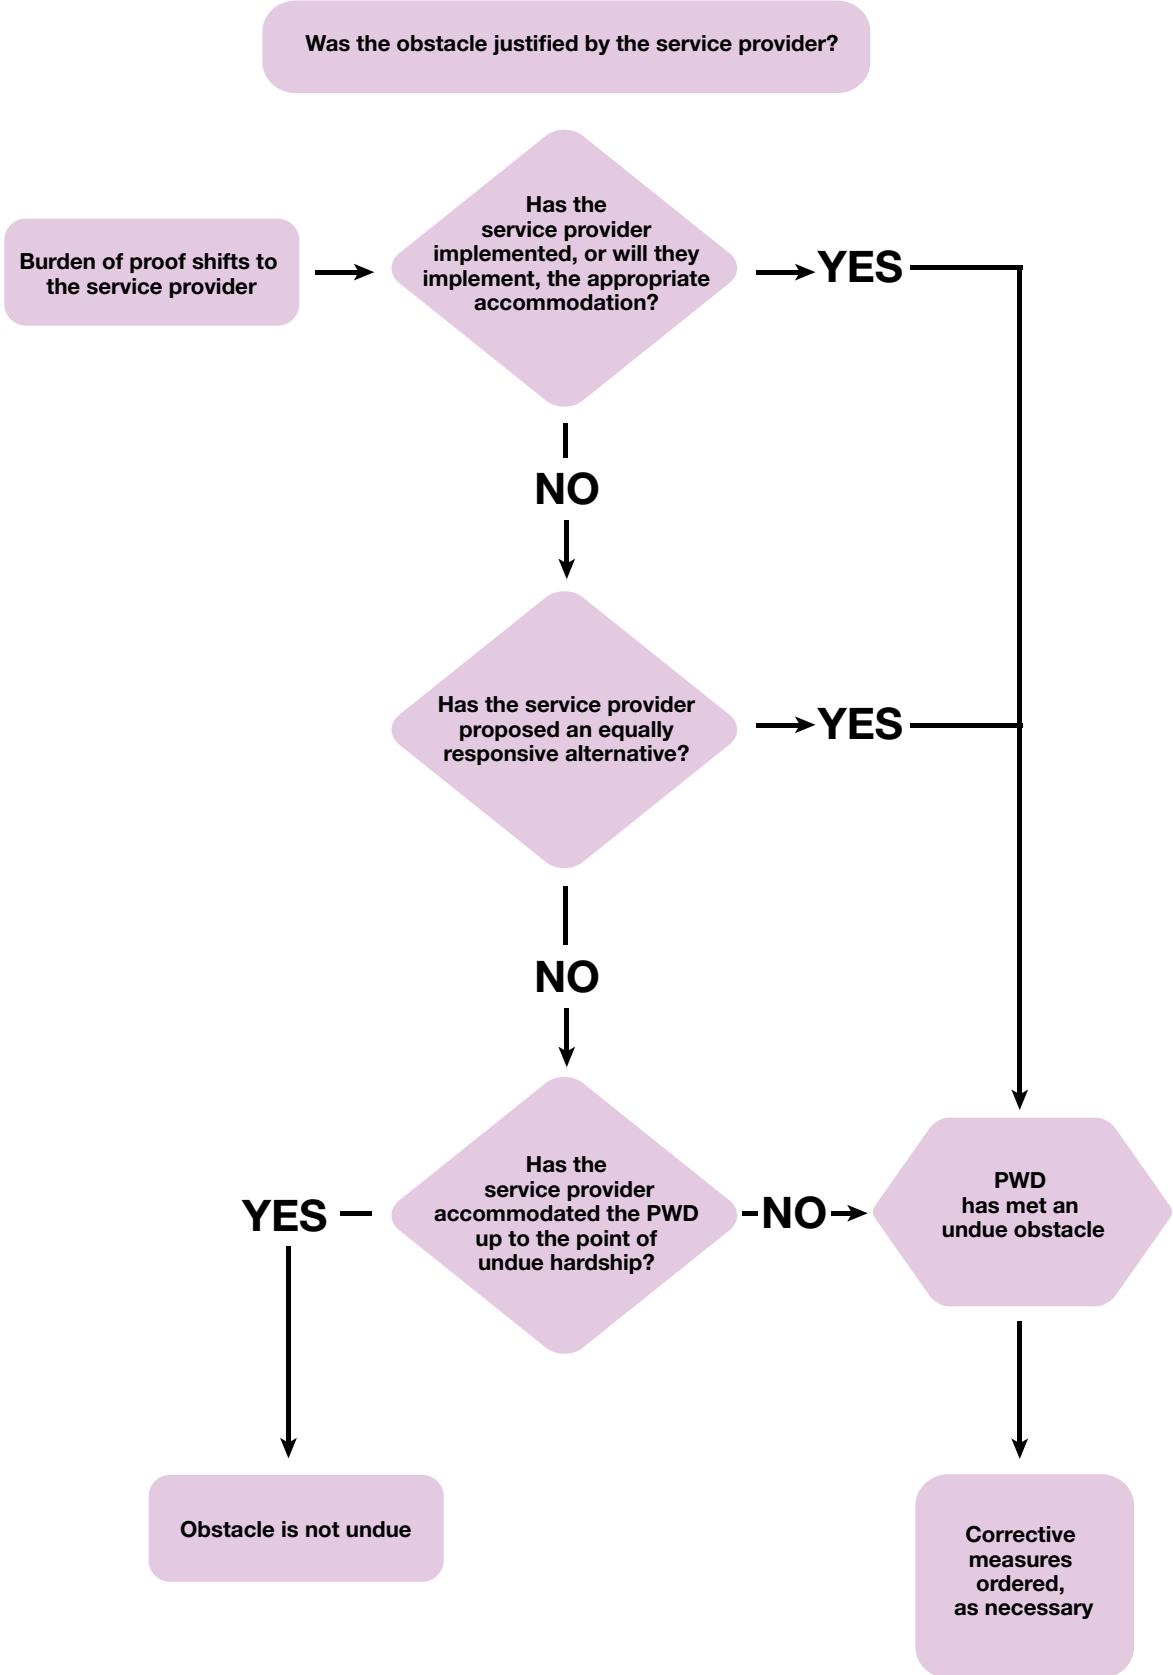 Was the obstacle justified by the service provider?
Has the
service provider
implemented, or will they
implement, the appropriate
accommodation?
Burden of proof shifts to
the service provider
YES
NO
Has the service provider
proposed an equally
responsive alternative?
YES
NO
Has the
service provider
accommodated the PWD
up to the point of
undue hardship?
YES
NO
PWD
has met an
undue obstacle
Obstacle is not undue
Corrective
measures
ordered,
as necessary